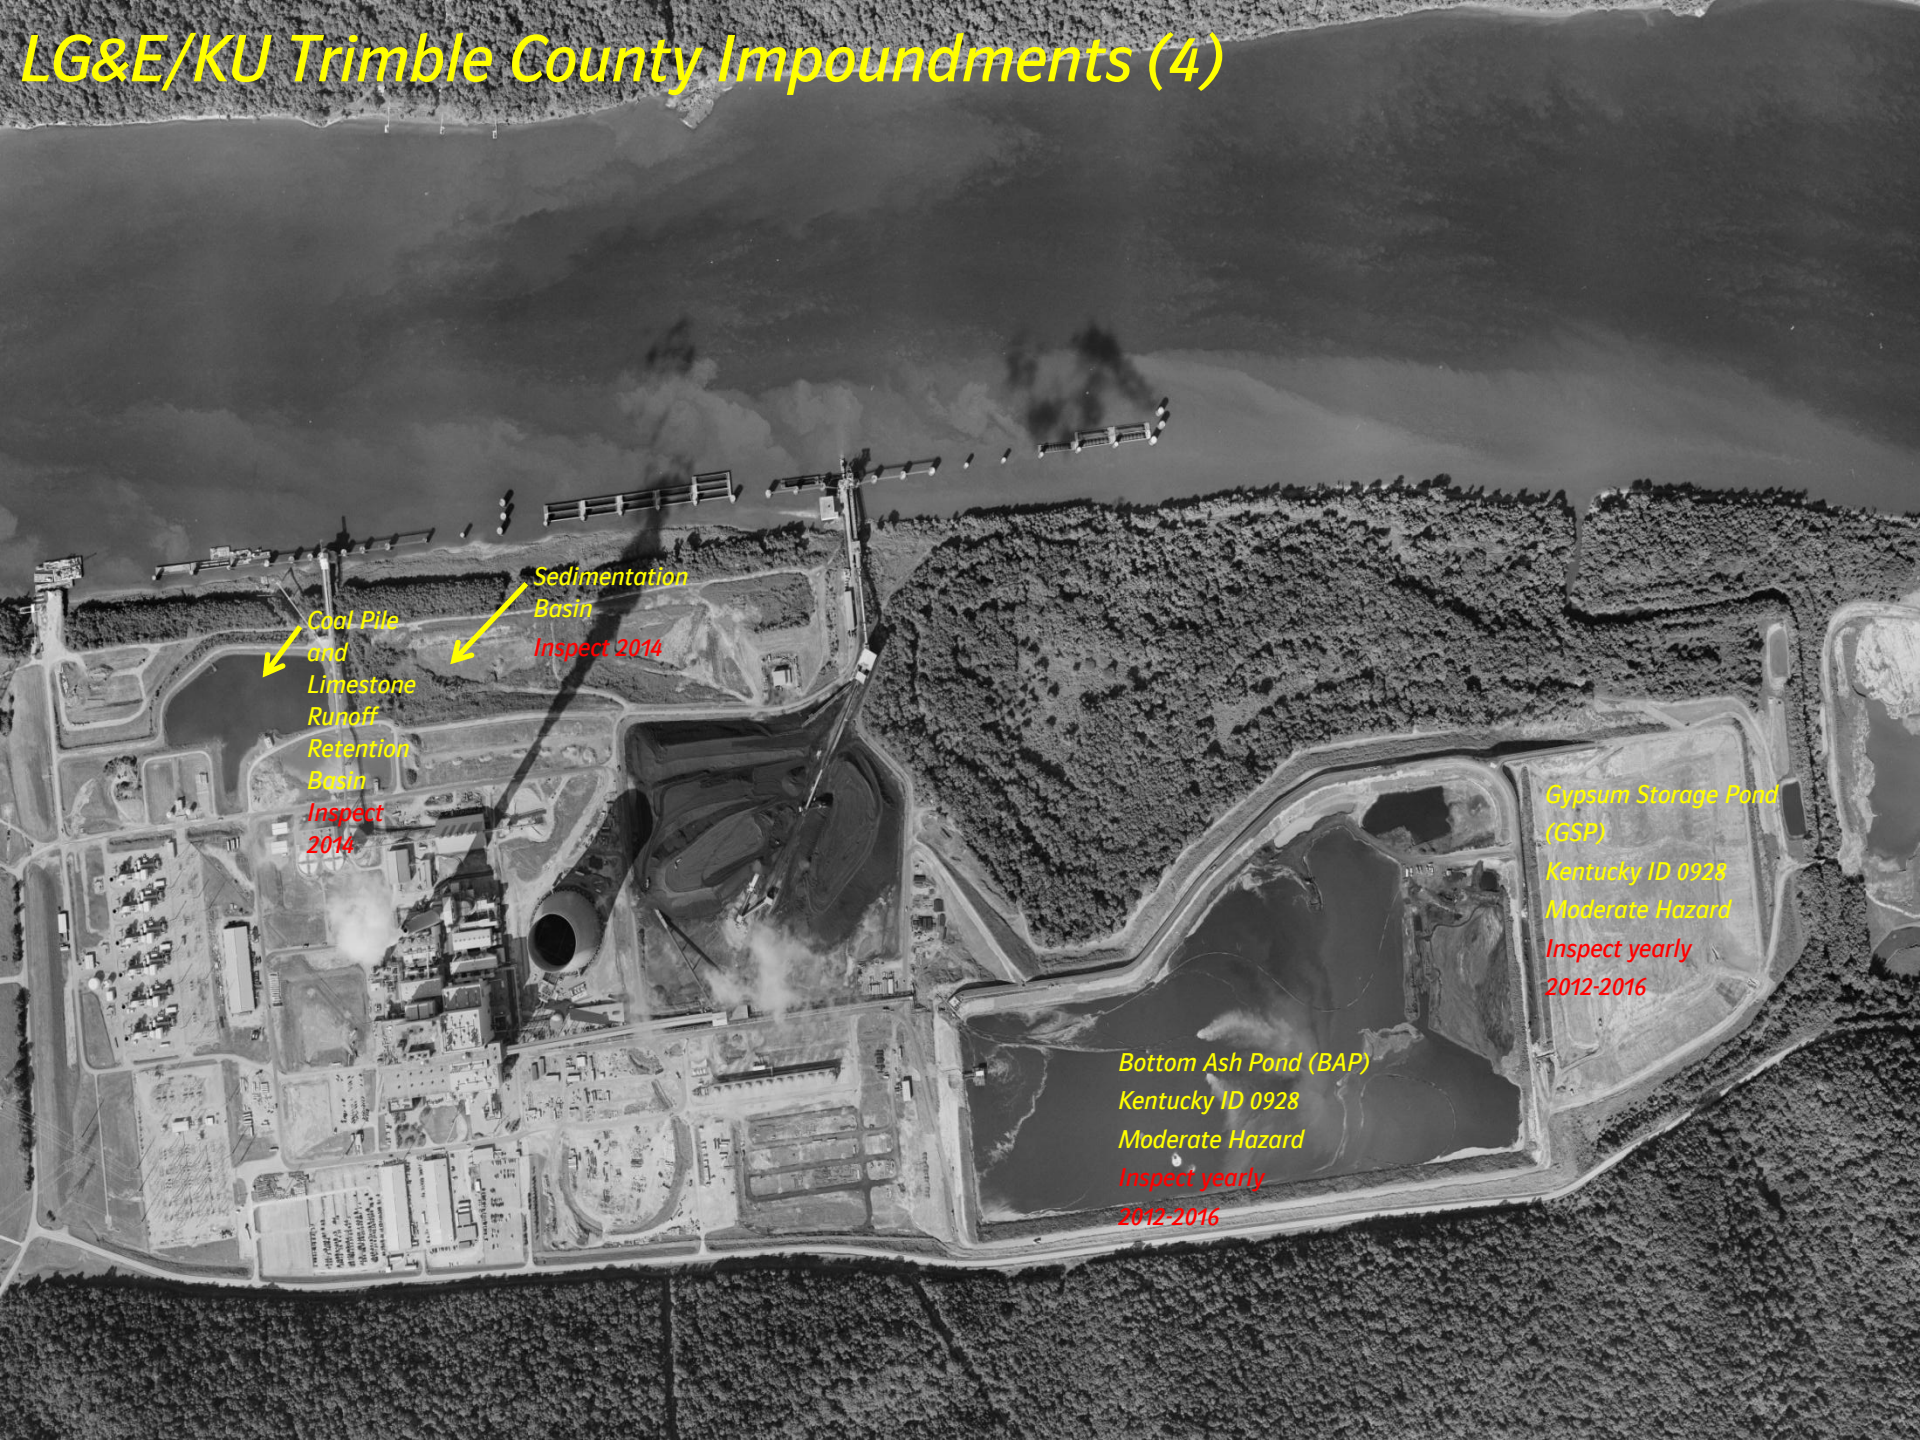 LG&E/KU Trimble County Impoundments (4)
Sedimentation
Basin
Inspect 2014
Coal Pile
and
Limestone
Runoff
Retention
Basin
Inspect
2014
Gypsum Storage Pond
(GSP)
Kentucky ID 0928
Moderate Hazard
Inspect yearly
2012-2016
Bottom Ash Pond (BAP)
Kentucky ID 0928
Moderate Hazard
Inspect yearly
2012-2016